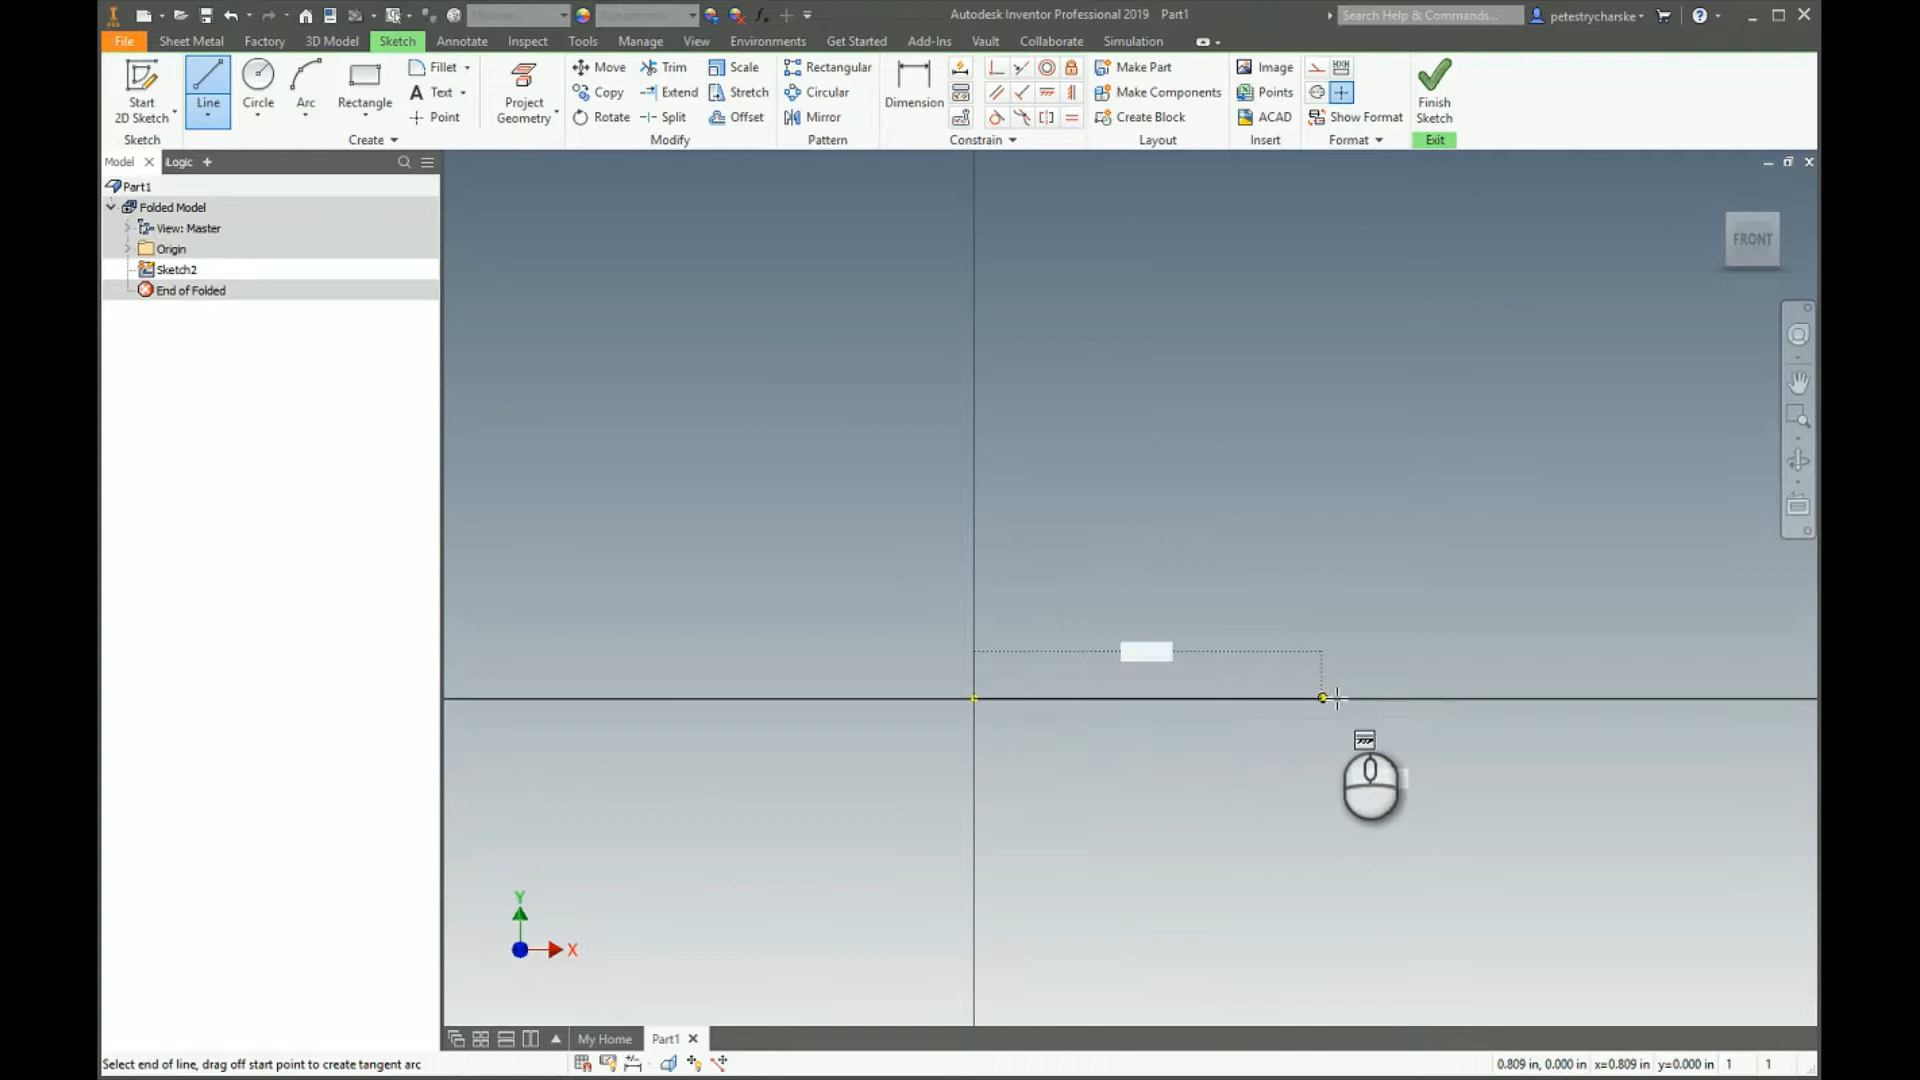 Autodesk Inventor Professional 2019 Part1
Search Help & Commands...
petestrycharske
File Sheet Metal Factory 3D Model Sketch Annotate Inspect Tools Manage View Environments Get Started Add-Ins Vault Collaborate Simulation
Start
2D Sketch
Line
Circle
Arc
Rectangle
Fillet
Text
Point
Project
Geometry
Move
Copy
Rotate
Trim
Extend
Split
Scale
Stretch
Offset
Rectangular
Circular
Mirror
Dimension
Make Part
Make Components
Create Block
Image
Points
ACAD
Show Format
Finish
Sketch
Sketch Create Modify Pattern Constrain Layout Insert Format Exit
Model Logic +
Part1
Folded Model
View: Master
Origin
Sketch2
End of Folded
FRONT
Y
X
My Home Part1
Select end of line, drag off start point to create tangent arc
0.809 in, 0.000 in x=0.809 in y=0.000 in 1 1